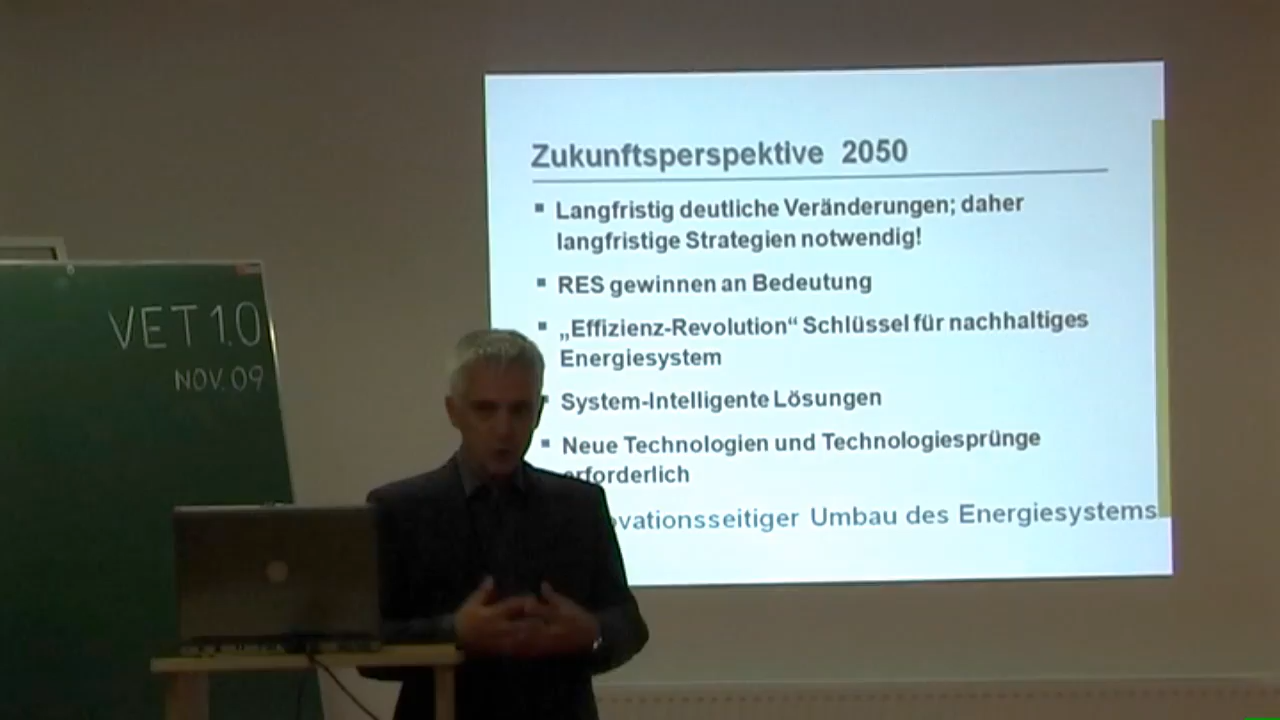 Zukunftsperspektive 2050
▪ Langfristig deutliche Veränderungen; daher
langfristige Strategien notwendig!
▪ RES gewinnen an Bedeutung
▪ „Effizienz-Revolution“ Schlüssel für nachhaltiges
Energiesystem
▪ System-Intelligente Lösungen
▪ Neue Technologien und Technologiesprünge
erforderlich
vationsseitiger Umbau des Energiesystems
VET 1.0
NOV. 09